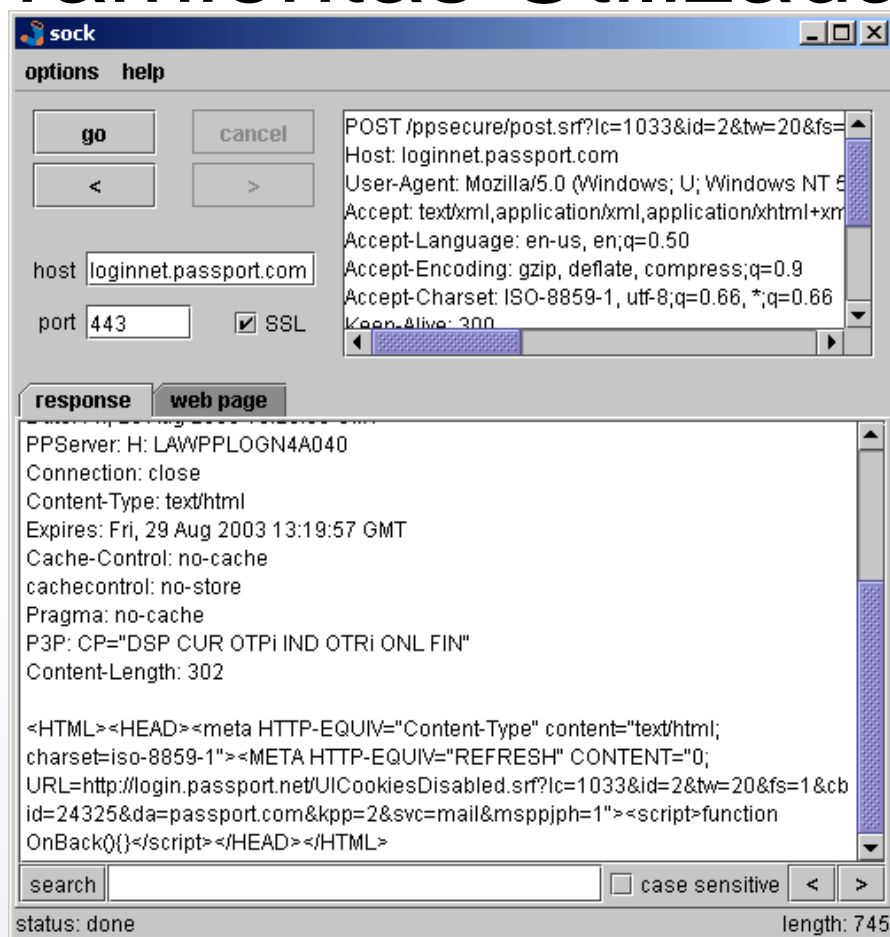 sock
options help
go
cancel
<
>
host loginnet.passport.com
port 443
SSL
POST /ppsecure/post.srf?lc=1033&id=2&tw=20&fs=
Host: loginnet.passport.com
User-Agent: Mozilla/5.0 (Windows; U; Windows NT 5
Accept: text/xml,application/xml,application/xhtml+xm
Accept-Language: en-us, en;q=0.50
Accept-Encoding: gzip, deflate, compress;q=0.9
Accept-Charset: ISO-8859-1, utf-8;q=0.66, *;q=0.66
Keep-Alive: 300
response
web page
PPServer: H: LAWPPLOGN4A040
Connection: close
Content-Type: text/html
Expires: Fri, 29 Aug 2003 13:19:57 GMT
Cache-Control: no-cache
cachecontrol: no-store
Pragma: no-cache
P3P: CP="DSP CUR OTPi IND OTRi ONL FIN"
Content-Length: 302
<HTML><HEAD><meta HTTP-EQUIV="Content-Type" content="text/html;
charset=iso-8859-1"><META HTTP-EQUIV="REFRESH" CONTENT="0;
URL=http://login.passport.net/UICookiesDisabled.srf?lc=1033&id=2&tw=20&fs=1&cb
id=24325&da=passport.com&kpp=2&svc=mail&msppjph=1"><script>function
OnBack(){}</script></HEAD></HTML>
search
case sensitive
<
>
status: done
length: 745